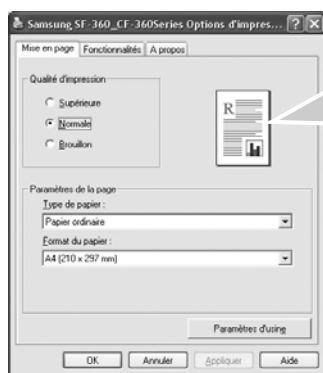 Samsung SF-360_CF-360Series Options d'impres...
Mise en page Fonctionnalités A propos
Qualité d'impression
Supérieure
Normale
Brouillon
R
Paramètres de la page
Type de papier :
Papier ordinaire
Format du papier :
A4 (210 x 297 mm)
Paramètres d'usine
OK Annuler Appliquer Aide